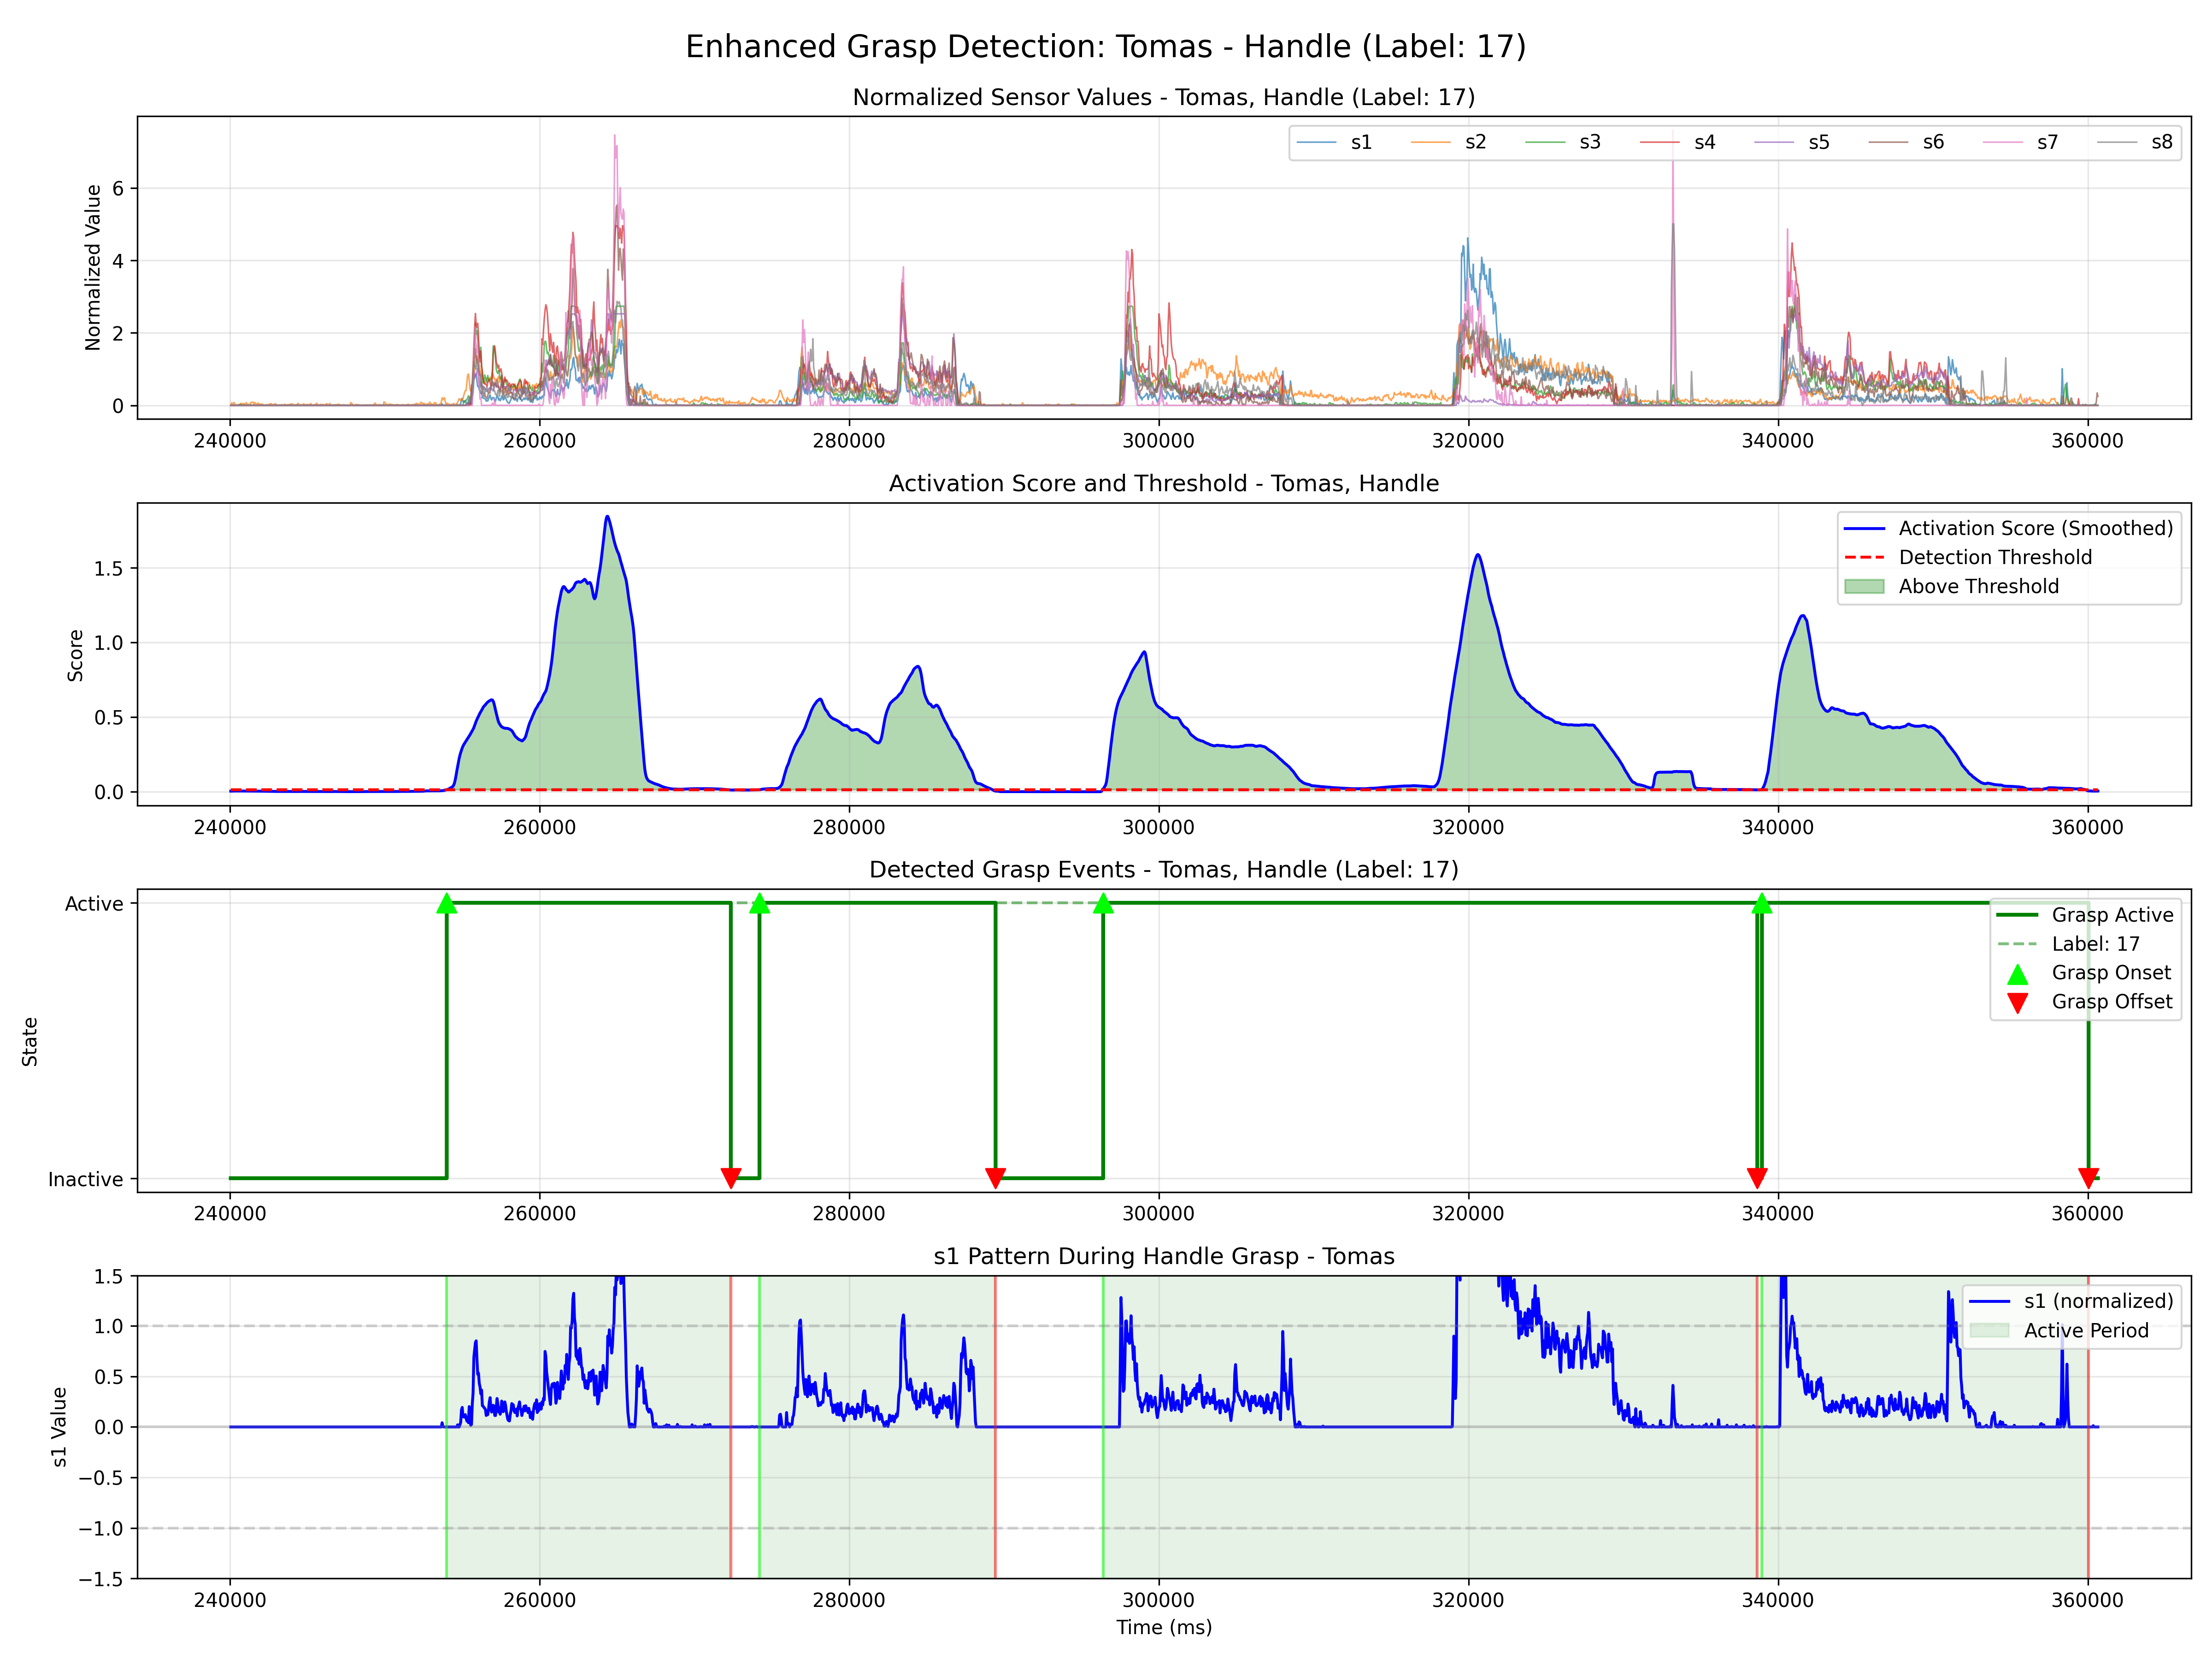 Enhanced Grasp Detection: Tomas - Handle (Label: 17)
Normalized Sensor Values - Tomas, Handle (Label: 17)
s1 s2 s3 s4 s5 s6 s7 s8
Normalized Value
6
4
2
0
240000 260000 280000 300000 320000 340000 360000
Activation Score and Threshold - Tomas, Handle
Activation Score (Smoothed)
Detection Threshold
Above Threshold
Score
1.5
1.0
0.5
0.0
240000 260000 280000 300000 320000 340000 360000
Detected Grasp Events - Tomas, Handle (Label: 17)
Active
Inactive
State
Grasp Active
Label: 17
Grasp Onset
Grasp Offset
240000 260000 280000 300000 320000 340000 360000
s1 Pattern During Handle Grasp - Tomas
s1 (normalized)
Active Period
s1 Value
1.5
1.0
0.5
0.0
−0.5
−1.0
−1.5
240000 260000 280000 300000 320000 340000 360000
Time (ms)